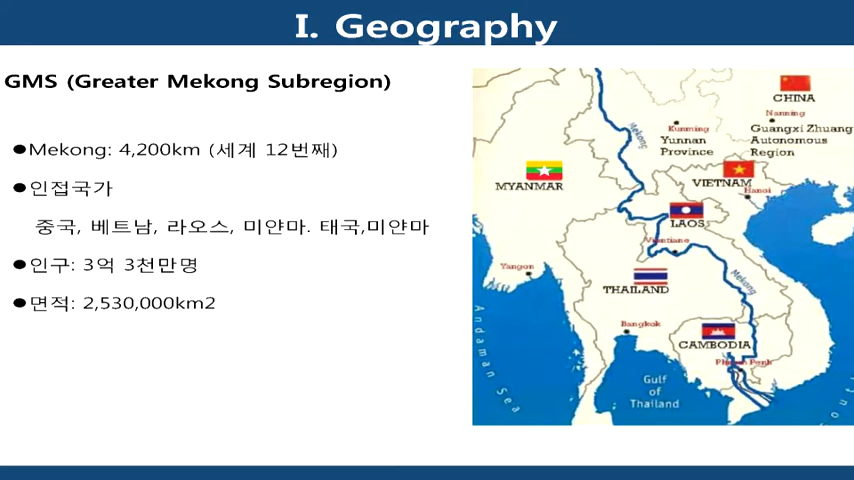 I. Geography
GMS (Greater Mekong Subregion)
●Mekong: 4,200km (세계 12번째)
●인접국가
중국, 베트남, 라오스, 미얀마. 태국,미얀마
●인구: 3억 3천만명
●면적: 2,530,000km2
CHINA
Nanning
Guangxi Zhuang
Autonomous
Region
Kunming
Yunnan
Province
Mekong
MYANMAR
VIETNAM
Hanoi
LAOS
Vientiane
Yangon
THAILAND
Mekong
Bangkok
CAMBODIA
Phnom Penh
Gulf
of
Thailand
Andaman Sea